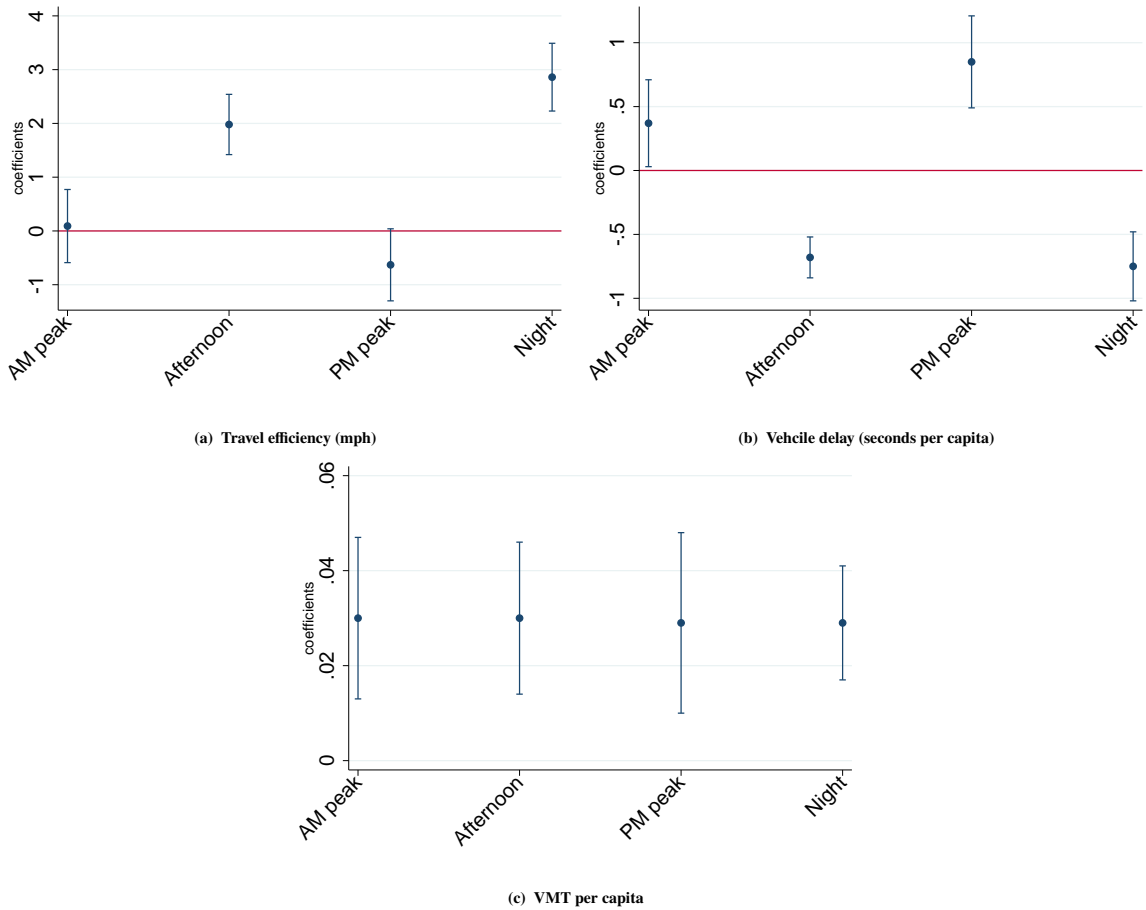 4
3
2
1
0
-1
coefficients
AM peak
Afternoon
PM peak
Night
(a) Travel efficiency (mph)
1
.5
0
-.5
-1
coefficients
AM peak
Afternoon
PM peak
Night
(b) Vehcile delay (seconds per capita)
.06
.04
.02
0
coefficients
AM peak
Afternoon
PM peak
Night
(c) VMT per capita